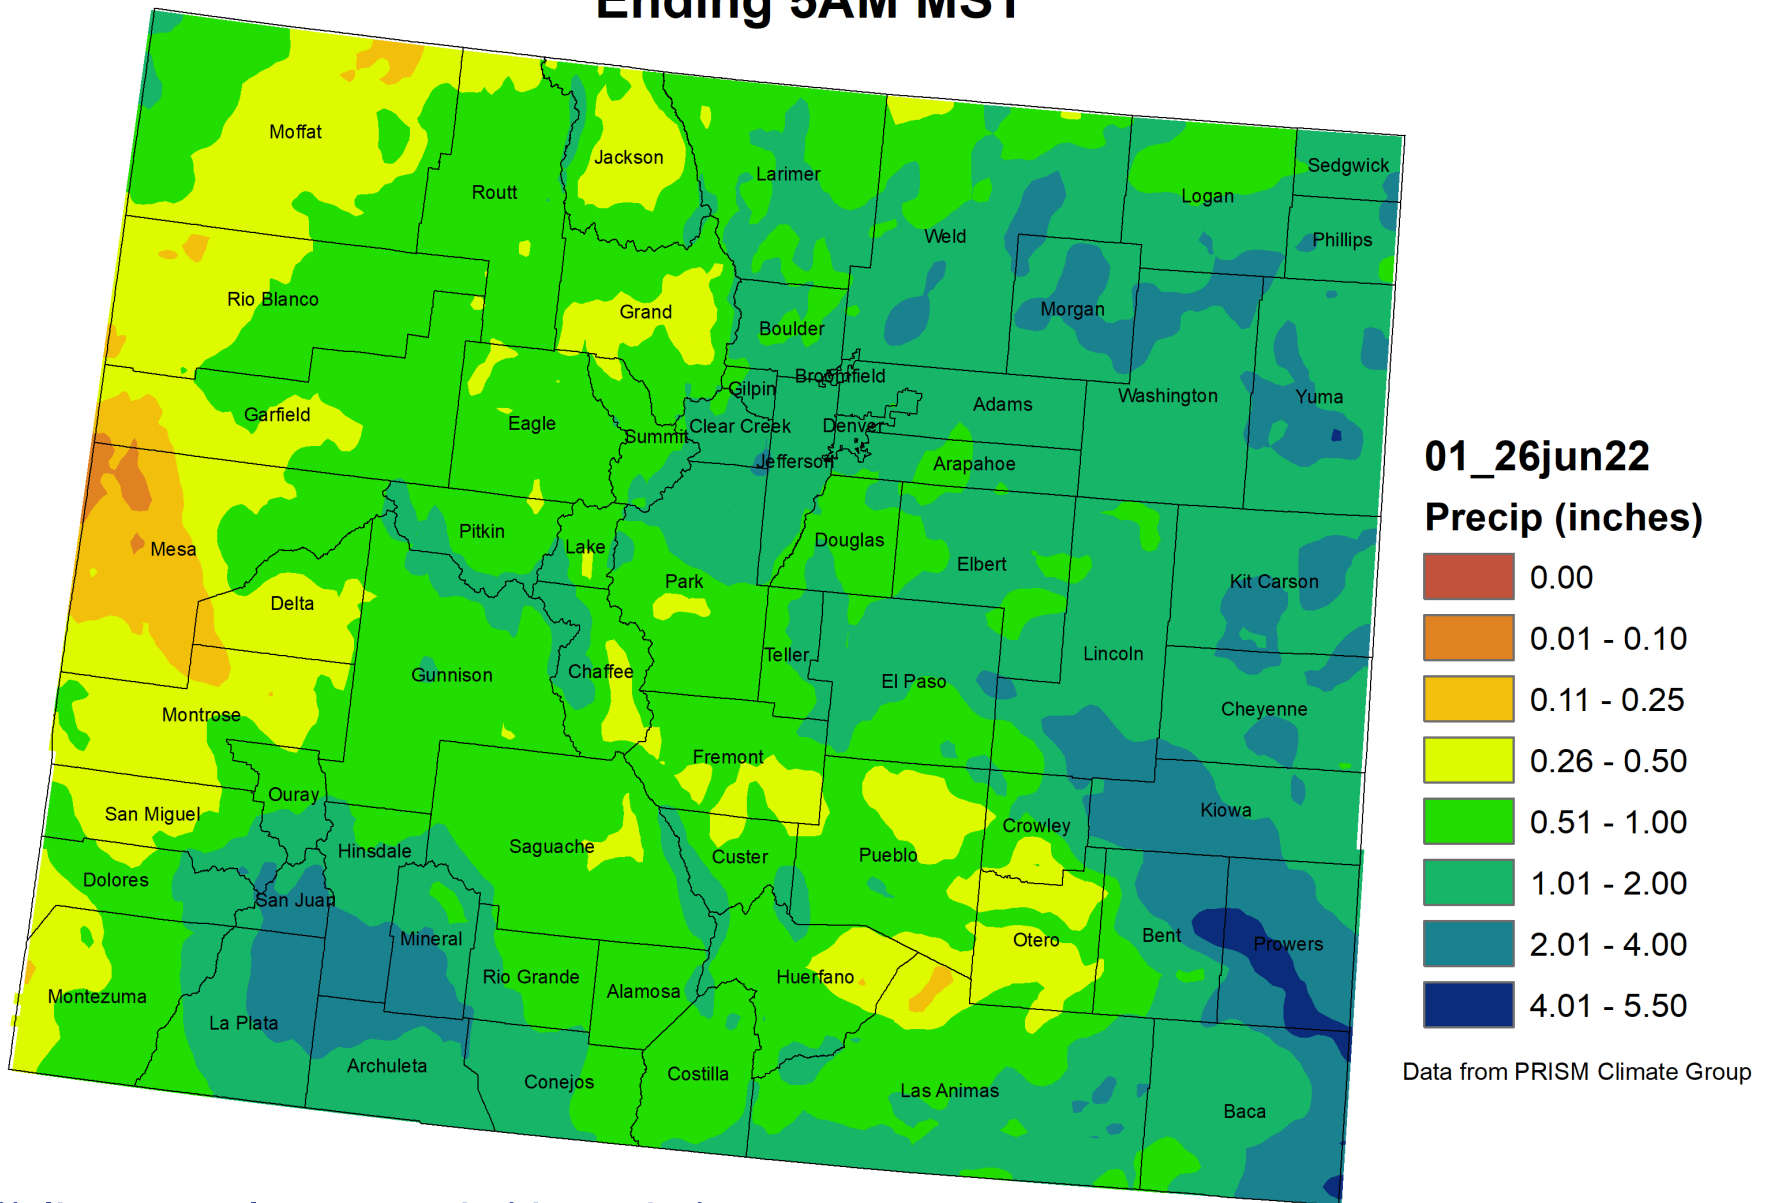 Ending 5AM MST
Moffat
Routt
Jackson
Larimer
Weld
Logan
Sedgwick
Phillips
Rio Blanco
Grand
Boulder
Morgan
Broomfield
Gilpin
Garfield
Eagle
Summit
Clear Creek
Denver
Adams
Washington
Yuma
Jefferson
Arapahoe
Mesa
Pitkin
Lake
Park
Douglas
Elbert
Kit Carson
Delta
Gunnison
Chaffee
Teller
El Paso
Lincoln
Cheyenne
Montrose
Fremont
Ouray
San Miguel
Hinsdale
Saguache
Custer
Pueblo
Crowley
Kiowa
Dolores
San Juan
Mineral
Rio Grande
Alamosa
Huerfano
Otero
Bent
Prowers
Montezuma
La Plata
Archuleta
Conejos
Costilla
Las Animas
Baca
01_26jun22
Precip (inches)
0.00
0.01 - 0.10
0.11 - 0.25
0.26 - 0.50
0.51 - 1.00
1.01 - 2.00
2.01 - 4.00
4.01 - 5.50
Data from PRISM Climate Group